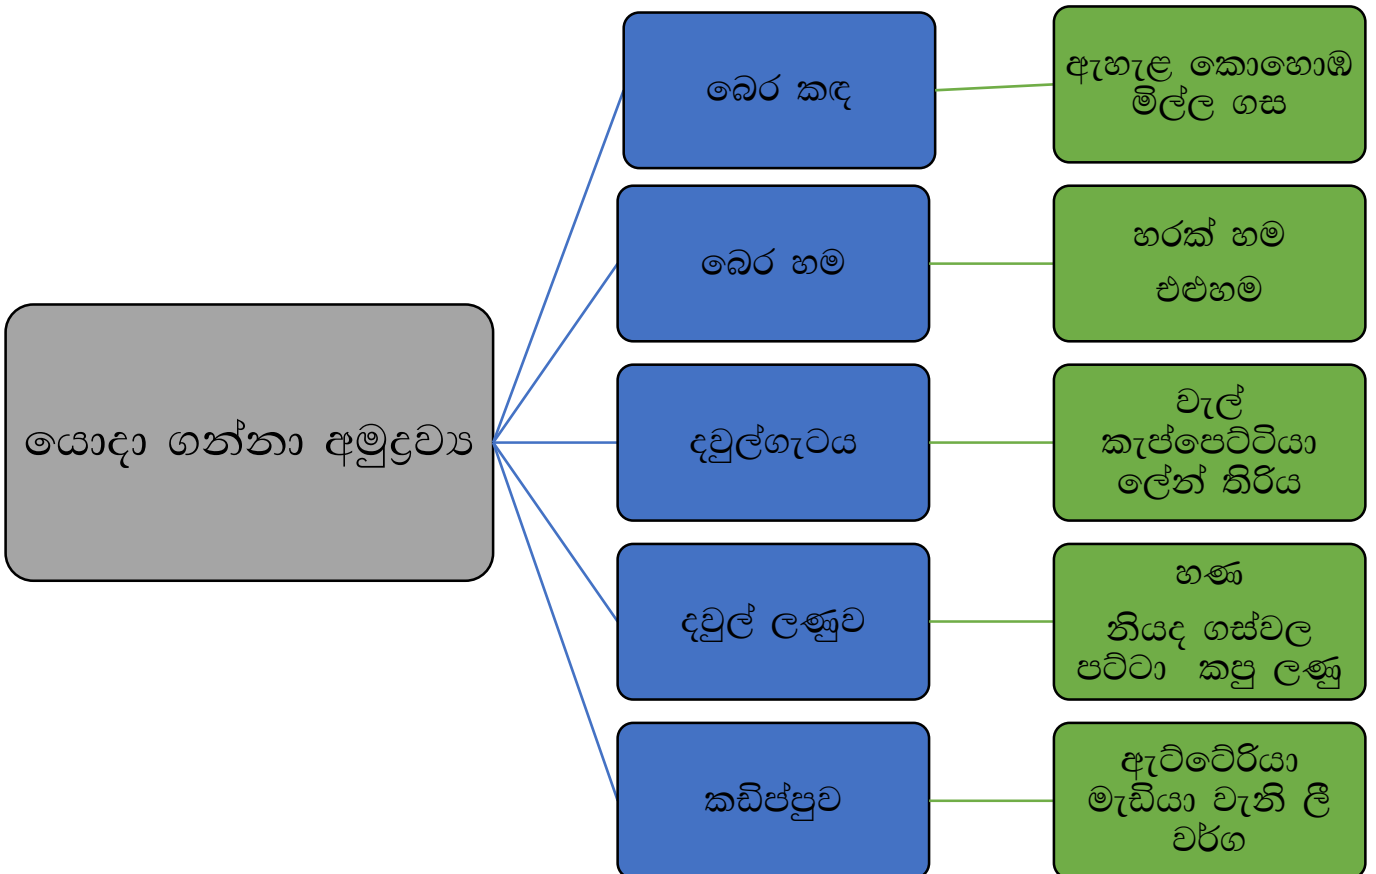 යොදා ගන්නා අමුද්‍රව්‍ය
බෙර කඳ
ඇහැළ කොහොඹ
මිල්ල ගස
බෙර හම
හරක් හම
එළුහම
දවුල්ගැටය
වැල්
කැප්පෙට්ටියා
ලේන් තිරිය
දවුල් ලණුව
හණ
නියද ගස්වල
පට්ටා කපු ලණු
කඩිප්පුව
ඇට්ටේරියා
මැඩියා වැනි ලී
වර්ග